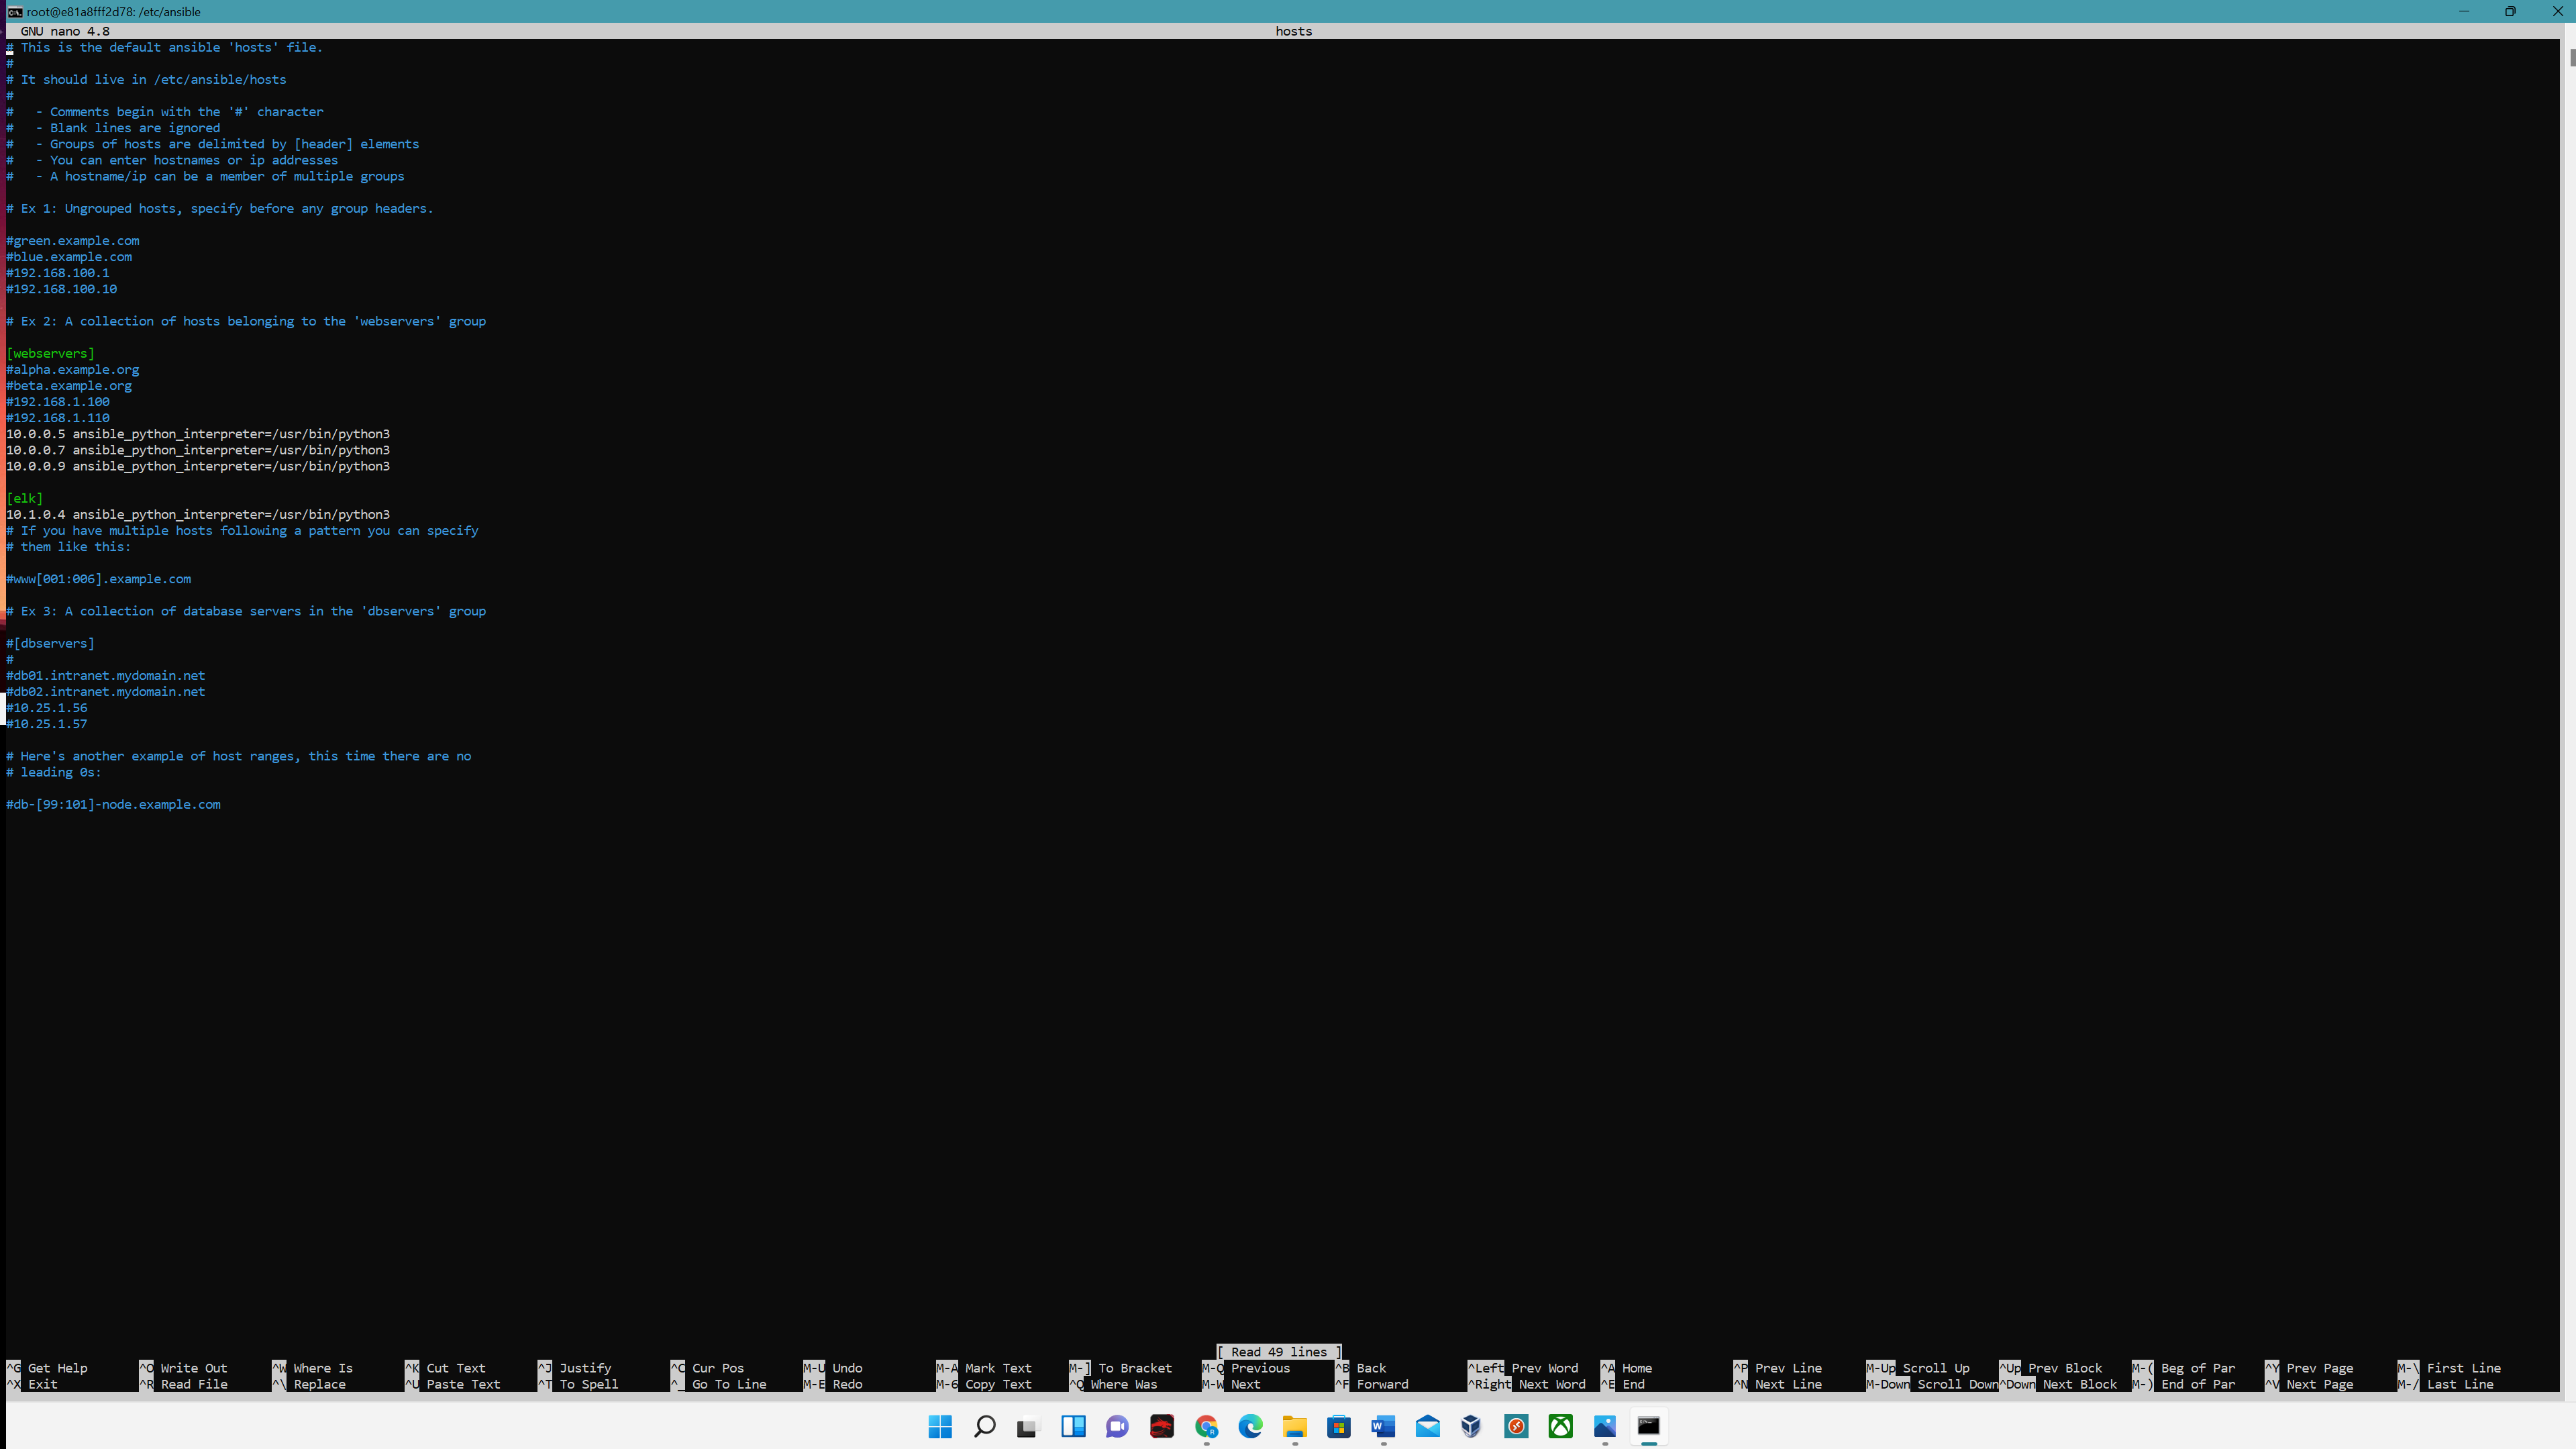 root@e81a8fff2d78: /etc/ansible
GNU nano 4.8 hosts
# This is the default ansible 'hosts' file.
#
# It should live in /etc/ansible/hosts
#
#   - Comments begin with the '#' character
#   - Blank lines are ignored
#   - Groups of hosts are delimited by [header] elements
#   - You can enter hostnames or ip addresses
#   - A hostname/ip can be a member of multiple groups
# Ex 1: Ungrouped hosts, specify before any group headers.
#green.example.com
#blue.example.com
#192.168.100.1
#192.168.100.10
# Ex 2: A collection of hosts belonging to the 'webservers' group
[webservers]
#alpha.example.org
#beta.example.org
#192.168.1.100
#192.168.1.110
10.0.0.5 ansible_python_interpreter=/usr/bin/python3
10.0.0.7 ansible_python_interpreter=/usr/bin/python3
10.0.0.9 ansible_python_interpreter=/usr/bin/python3
[elk]
10.1.0.4 ansible_python_interpreter=/usr/bin/python3
# If you have multiple hosts following a pattern you can specify
# them like this:
#www[001:006].example.com
# Ex 3: A collection of database servers in the 'dbservers' group
#[dbservers]
#
#db01.intranet.mydomain.net
#db02.intranet.mydomain.net
#10.25.1.56
#10.25.1.57
# Here's another example of host ranges, this time there are no
# leading 0s:
#db-[99:101]-node.example.com
[ Read 49 lines ]
^G Get Help ^O Write Out ^W Where Is ^K Cut Text ^J Justify ^C Cur Pos M-U Undo M-A Mark Text M-] To Bracket M-Q Previous ^B Back ^Left Prev Word ^A Home ^P Prev Line M-Up Scroll Up ^Up Prev Block M-( Beg of Par ^Y Prev Page M-\ First Line
^X Exit ^R Read File ^\ Replace ^U Paste Text ^T To Spell ^_ Go To Line M-E Redo M-6 Copy Text ^Q Where Was M-W Next ^F Forward ^Right Next Word ^E End ^N Next Line M-Down Scroll Down ^Down Next Block M-) End of Par ^V Next Page M-/ Last Line